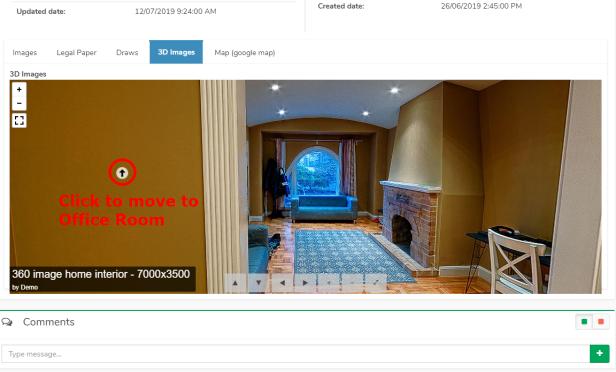 Updated date: 12/07/2019 9:24:00 AM
Created date: 26/06/2019 2:45:00 PM
Images Legal Paper Draws 3D Images Map (google map)
3D Images
+
−
Click to move to
Office Room
360 image home interior - 7000x3500
by Demo
Comments
Type message...
+